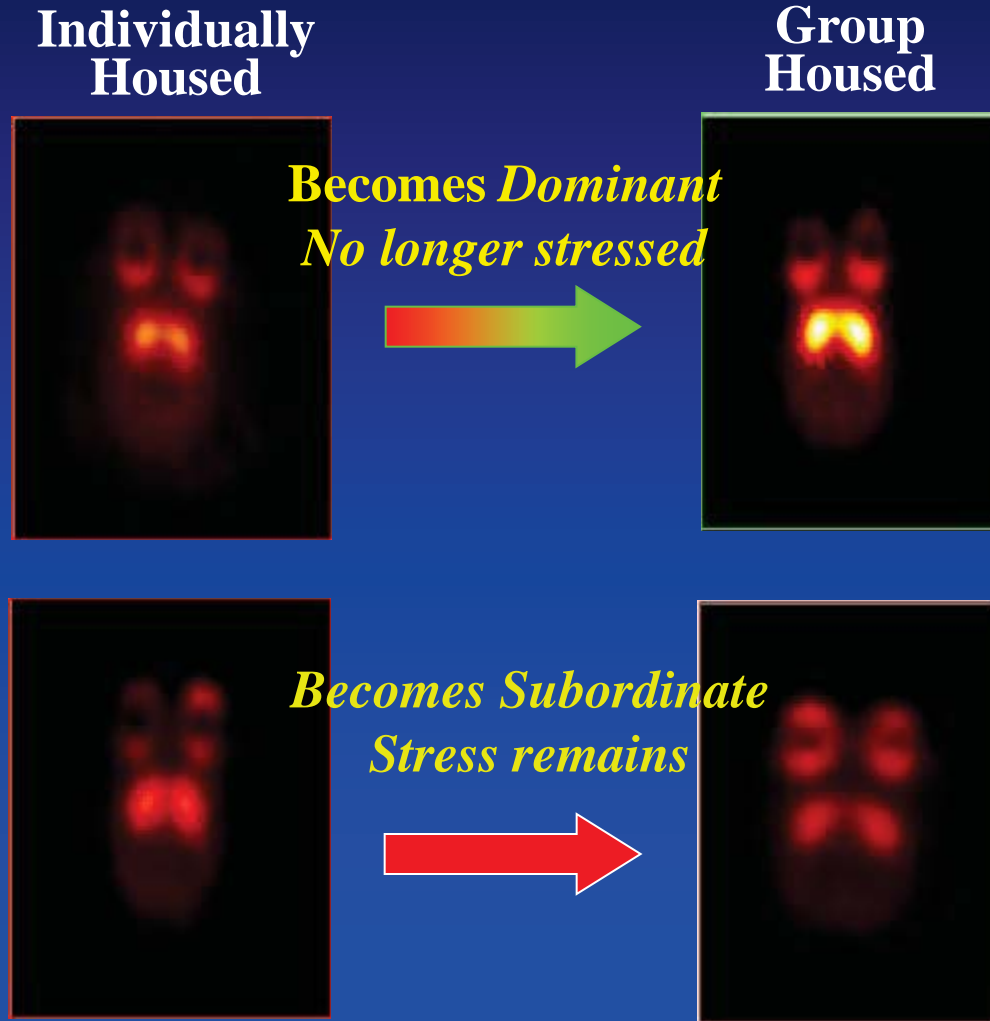 Individually
Housed
Group
Housed
Becomes Dominant
No longer stressed
Becomes Subordinate
Stress remains